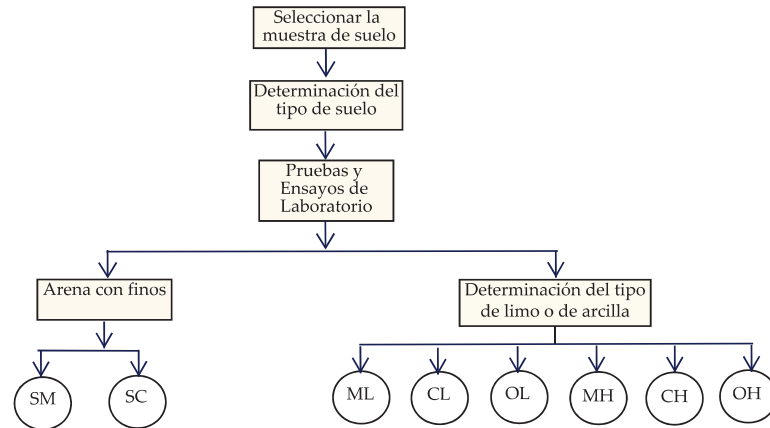 Seleccionar la
muestra de suelo
Determinación del
tipo de suelo
Pruebas y
Ensayos de
Laboratorio
Arena con finos
Determinación del tipo
de limo o de arcilla
SM
SC
ML
CL
OL
MH
CH
OH